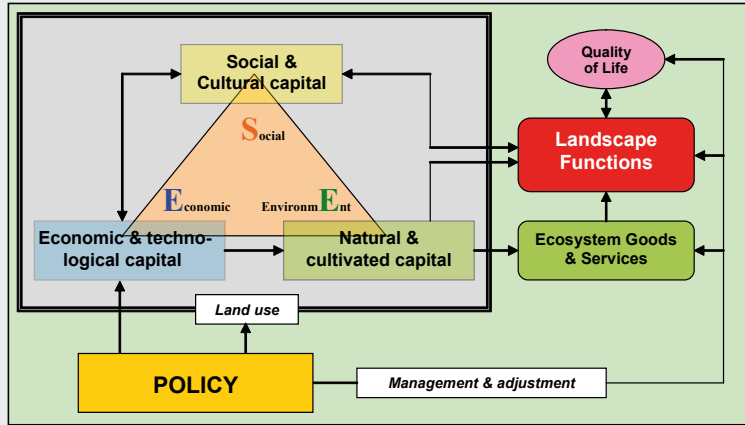 Social &
Cultural capital
Quality
of Life
Social
Landscape
Functions
Economic
EnvironmEnt
Economic & techno-
logical capital
Natural &
cultivated capital
Ecosystem Goods
& Services
Land use
POLICY
Management & adjustment